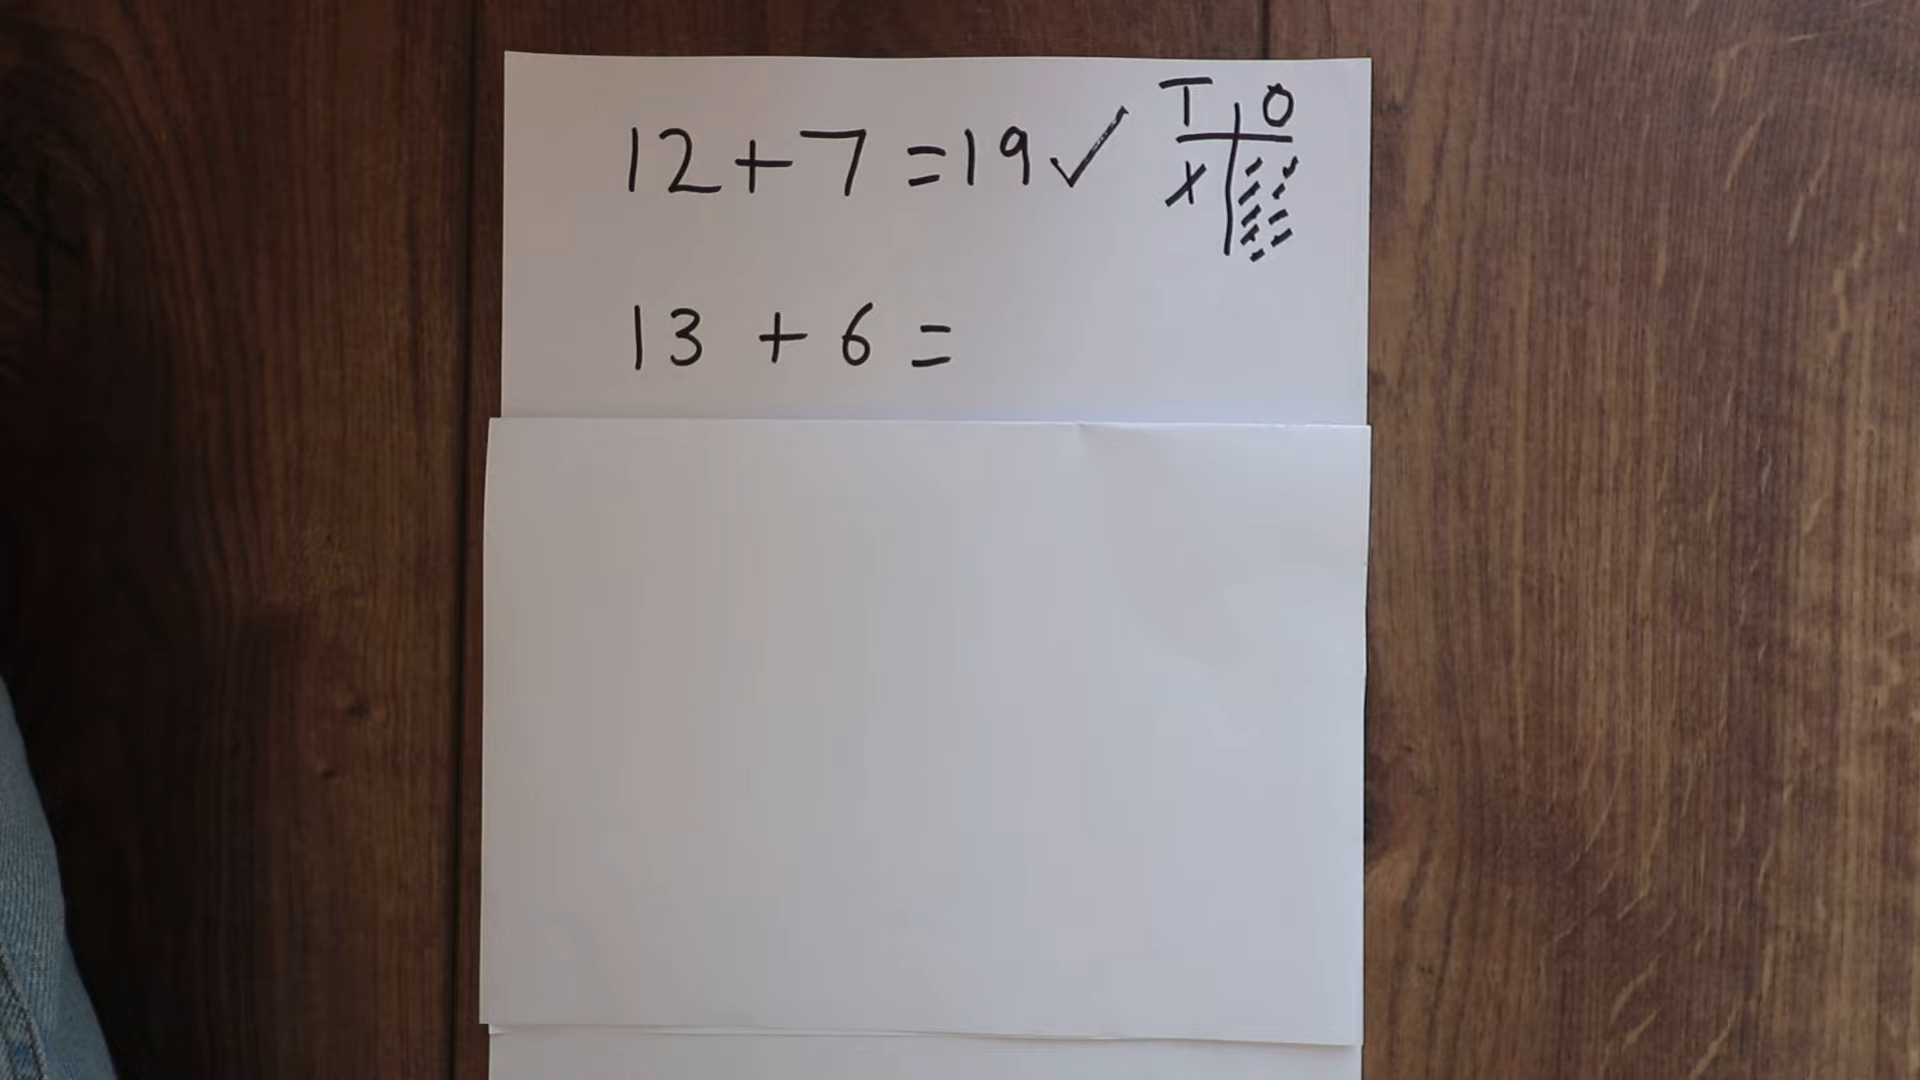 12 + 7 = 19 ✓
T | O
X
13 + 6 =